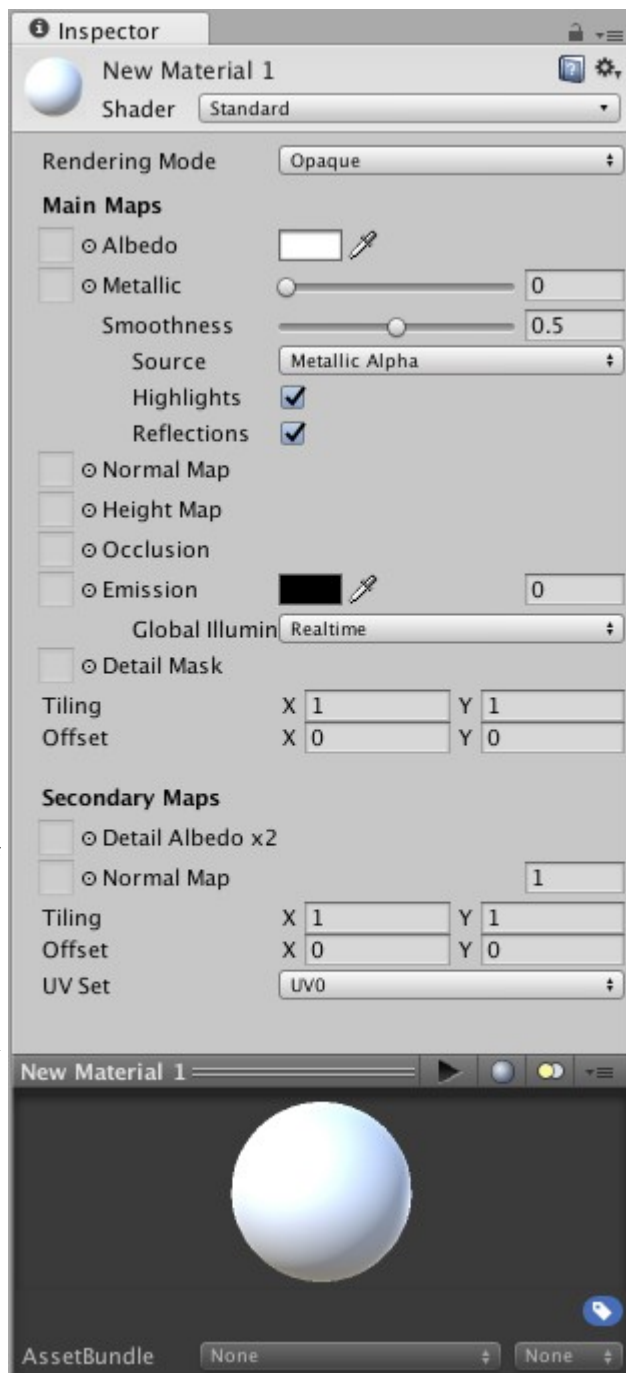 Inspector
New Material 1
Shader Standard
Rendering Mode Opaque
Main Maps
Albedo
Metallic 0
Smoothness 0.5
Source Metallic Alpha
Highlights
Reflections
Normal Map
Height Map
Occlusion
Emission 0
Global Illumin Realtime
Detail Mask
Tiling X 1 Y 1
Offset X 0 Y 0
Secondary Maps
Detail Albedo x2
Normal Map 1
Tiling X 1 Y 1
Offset X 0 Y 0
UV Set UV0
New Material 1
AssetBundle None None